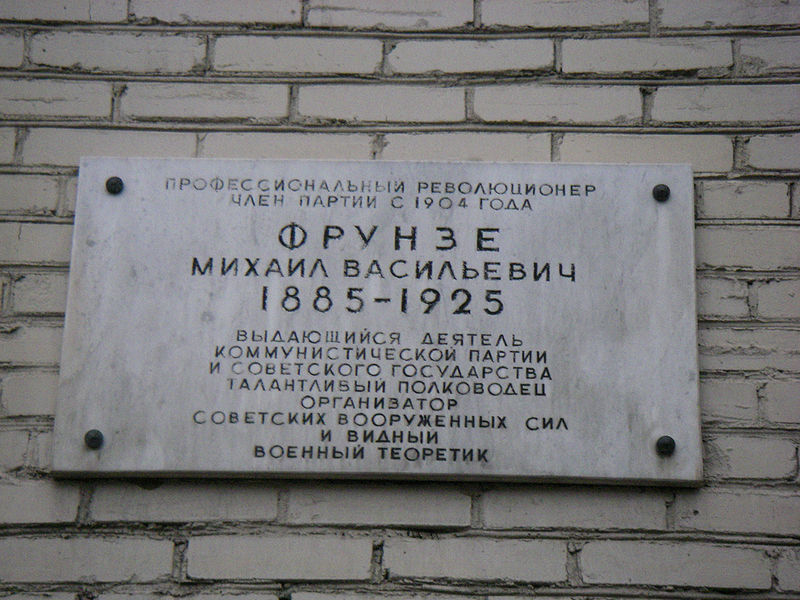 ПРОФЕССИОНАЛЬНЫЙ РЕВОЛЮЦИОНЕР
ЧЛЕН ПАРТИИ С 1904 ГОДА
ФРУНЗЕ
МИХАИЛ ВАСИЛЬЕВИЧ
1885-1925
ВЫДАЮЩИЙСЯ ДЕЯТЕЛЬ
КОММУНИСТИЧЕСКОЙ ПАРТИИ
И СОВЕТСКОГО ГОСУДАРСТВА
ТАЛАНТЛИВЫЙ ПОЛКОВОДЕЦ
ОРГАНИЗАТОР
СОВЕТСКИХ ВООРУЖЕННЫХ СИЛ
И ВИДНЫЙ
ВОЕННЫЙ ТЕОРЕТИК